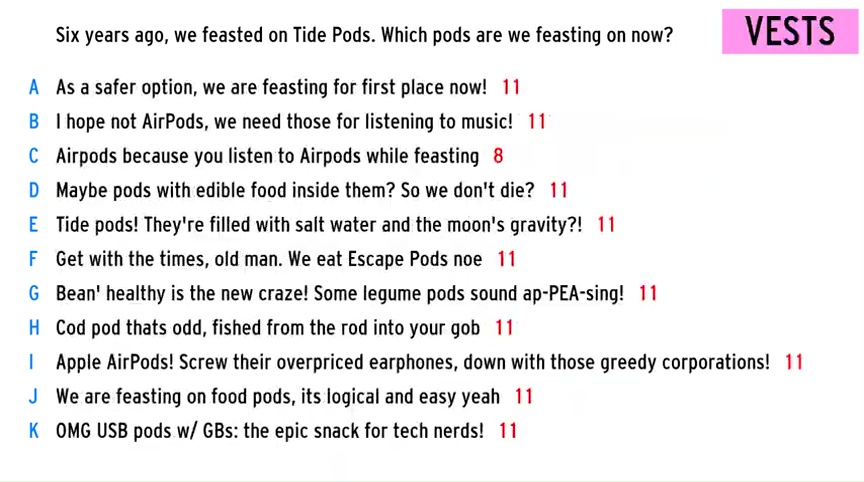 Six years ago, we feasted on Tide Pods. Which pods are we feasting on now?
VESTS
A As a safer option, we are feasting for first place now! 11
B I hope not AirPods, we need those for listening to music! 11
C Airpods because you listen to Airpods while feasting 8
D Maybe pods with edible food inside them? So we don't die? 11
E Tide pods! They're filled with salt water and the moon's gravity?! 11
F Get with the times, old man. We eat Escape Pods noe 11
G Bean' healthy is the new craze! Some legume pods sound ap-PEA-sing! 11
H Cod pod thats odd, fished from the rod into your gob 11
I Apple AirPods! Screw their overpriced earphones, down with those greedy corporations! 11
J We are feasting on food pods, its logical and easy yeah 11
K OMG USB pods w/ GBs: the epic snack for tech nerds! 11